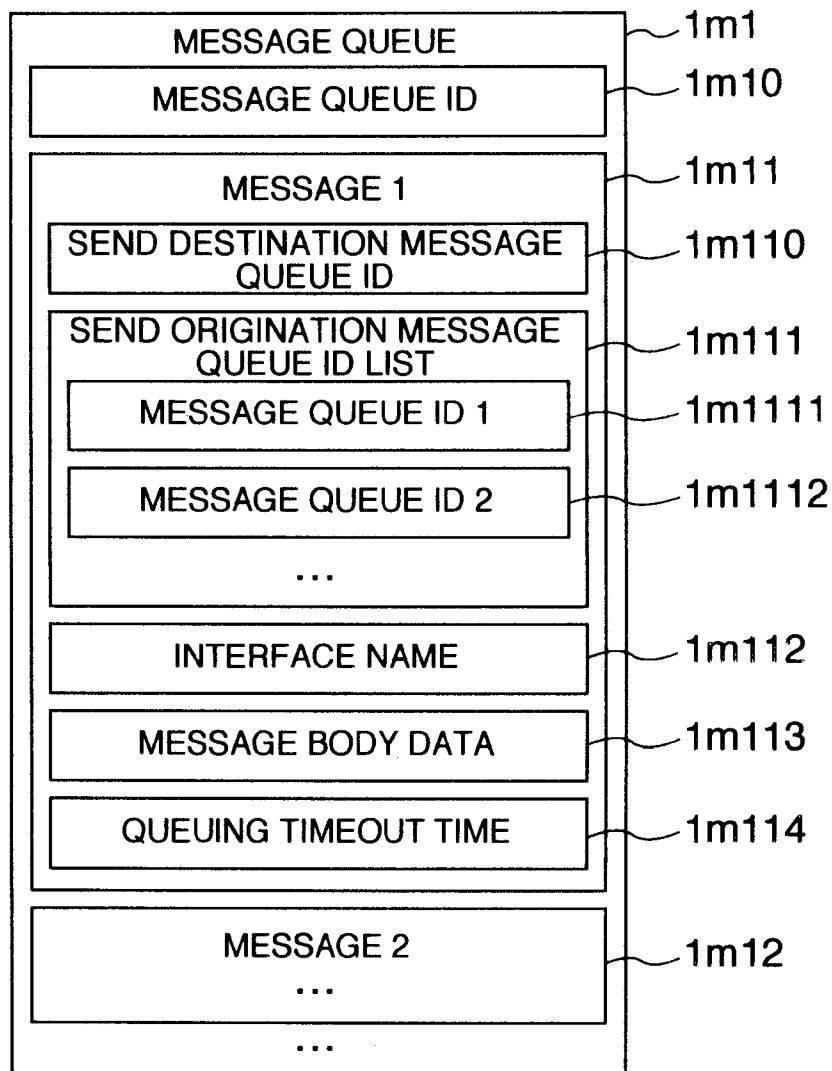 MESSAGE QUEUE
1m1
MESSAGE QUEUE ID
1m10
MESSAGE 1
1m11
SEND DESTINATION MESSAGE
QUEUE ID
1m110
SEND ORIGINATION MESSAGE
QUEUE ID LIST
1m111
MESSAGE QUEUE ID 1
1m1111
MESSAGE QUEUE ID 2
1m1112
...
INTERFACE NAME
1m112
MESSAGE BODY DATA
1m113
QUEUING TIMEOUT TIME
1m114
MESSAGE 2
1m12
...
...